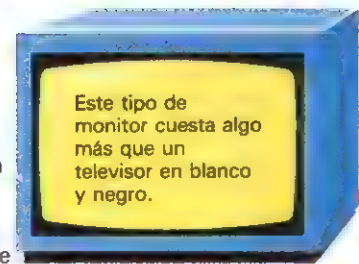 Este tipo de
monitor cuesta algo
más que un
televisor en blanco
y negro.
e